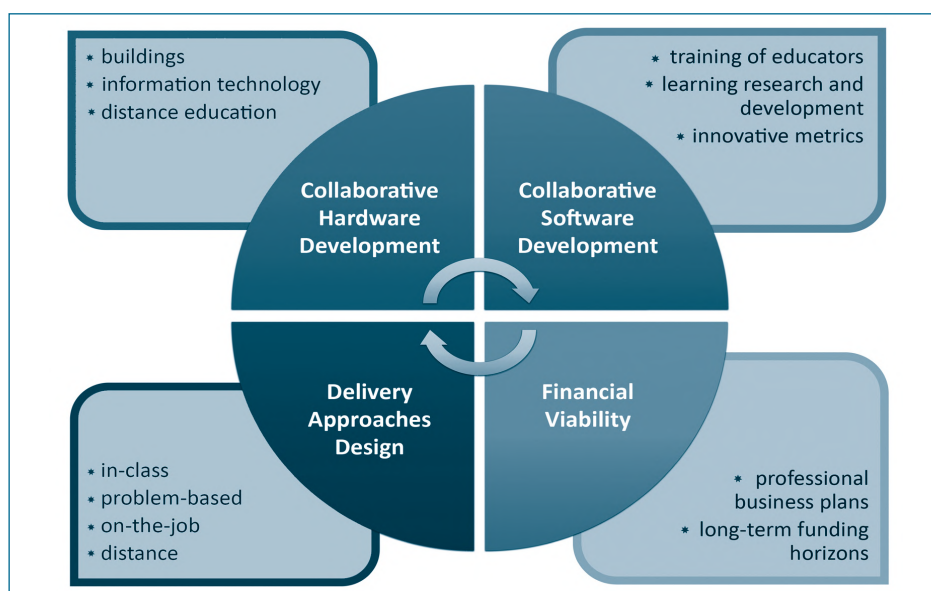 * buildings
* information technology
* distance education
* training of educators
* learning research and
development
* innovative metrics
Collaborative
Hardware
Development
Collaborative
Software
Development
Delivery
Approaches
Design
Financial
Viability
* in-class
* problem-based
* on-the-job
* distance
* professional
business plans
* long-term funding
horizons